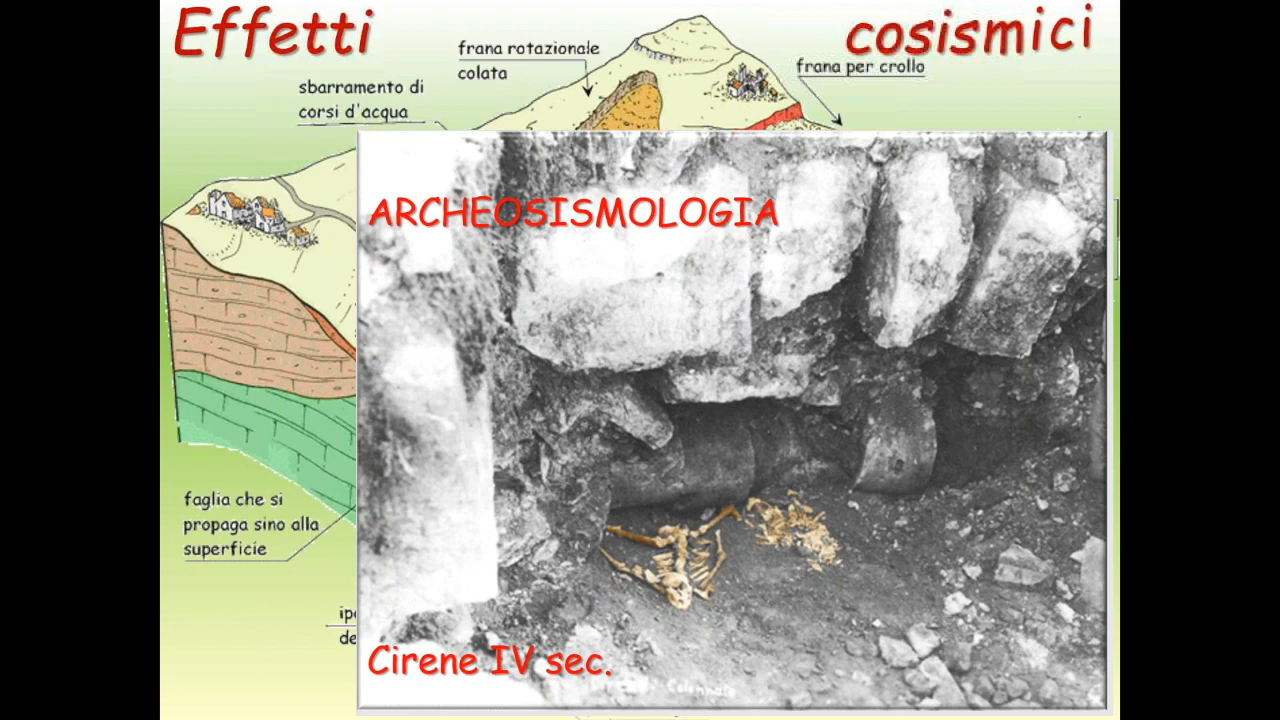 Effetti cosismici
frana rotazionale
colata
frana per crollo
sbarramento di
corsi d'acqua
ARCHEOSISMOLOGIA
faglia che si
propaga sino alla
superficie
Cirene IV sec.